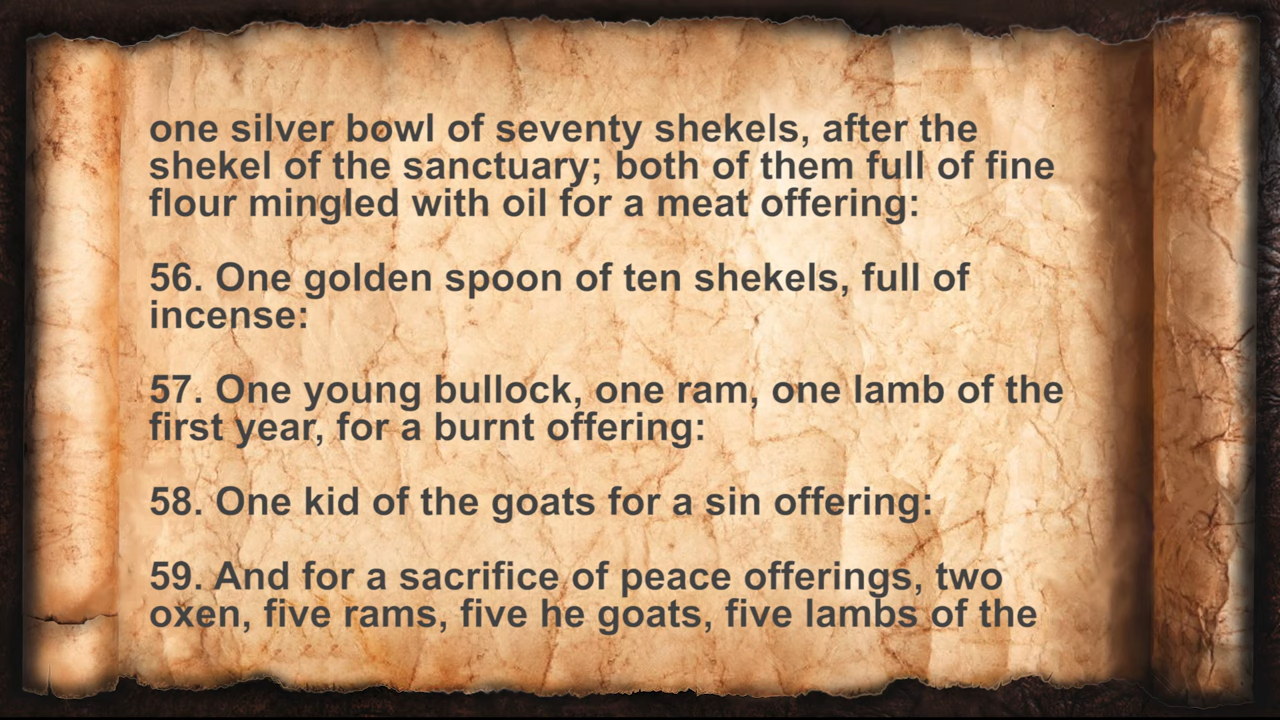 one silver bowl of seventy shekels, after the
shekel of the sanctuary; both of them full of fine
flour mingled with oil for a meat offering:
56. One golden spoon of ten shekels, full of
incense:
57. One young bullock, one ram, one lamb of the
first year, for a burnt offering:
58. One kid of the goats for a sin offering:
59. And for a sacrifice of peace offerings, two
oxen, five rams, five he goats, five lambs of the